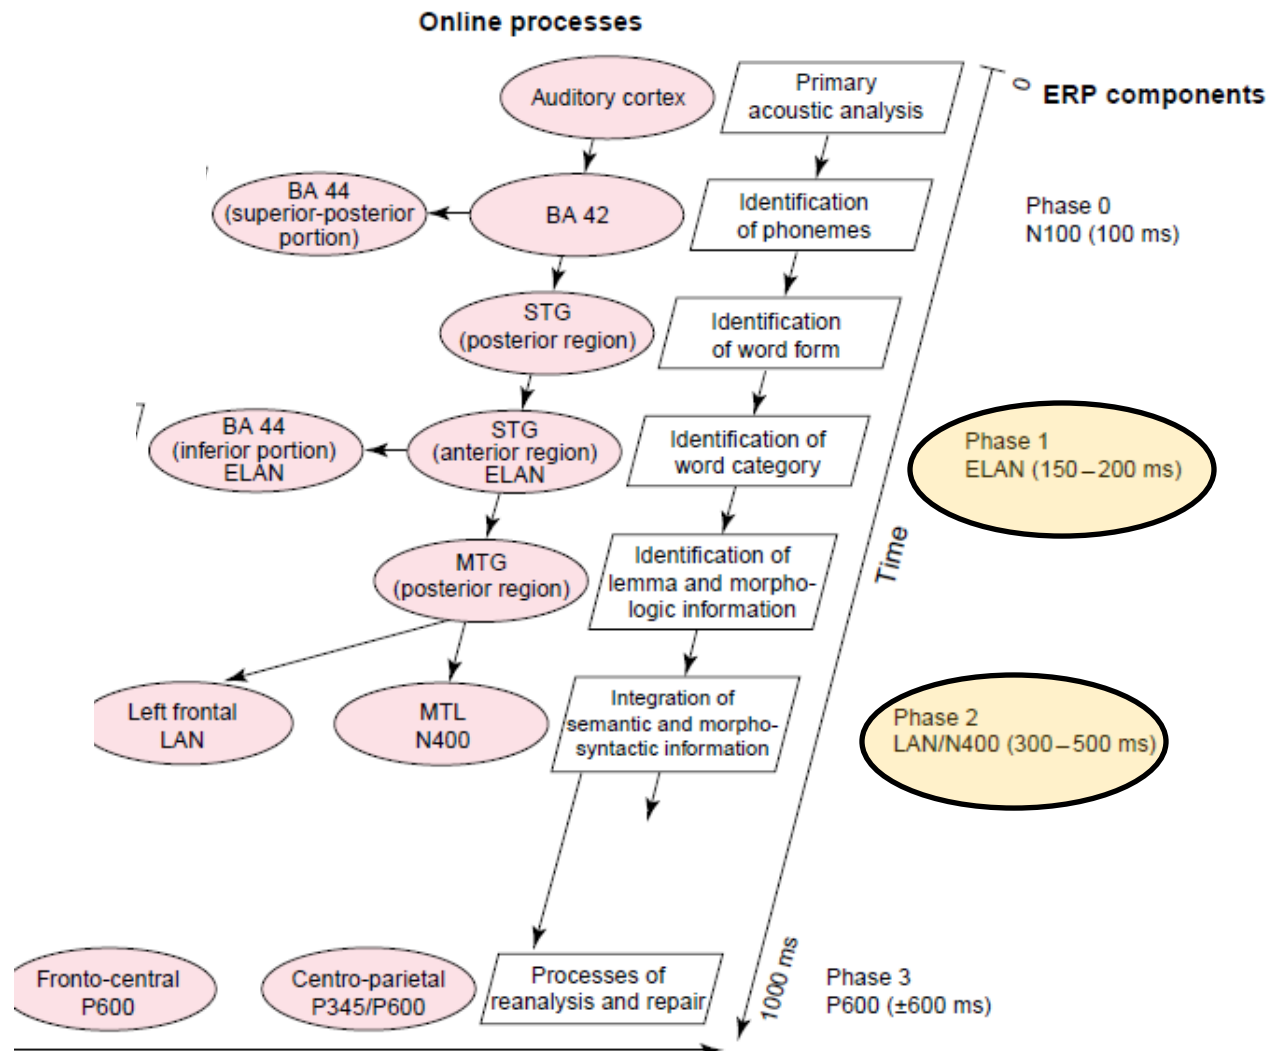 Online processes
Auditory cortex
Primary
acoustic analysis
0
ERP components
BA 44
(superior-posterior
portion)
BA 42
Identification
of phonemes
Phase 0
N100 (100 ms)
STG
(posterior region)
Identification
of word form
BA 44
(inferior portion)
ELAN
STG
(anterior region)
ELAN
Identification of
word category
Phase 1
ELAN (150–200 ms)
MTG
(posterior region)
Identification of
lemma and morpho-
logic information
Time
Left frontal
LAN
MTL
N400
Integration of
semantic and morpho-
syntactic information
Phase 2
LAN/N400 (300–500 ms)
Fronto-central
P600
Centro-parietal
P345/P600
Processes of
reanalysis and repair
1000 ms
Phase 3
P600 (±600 ms)